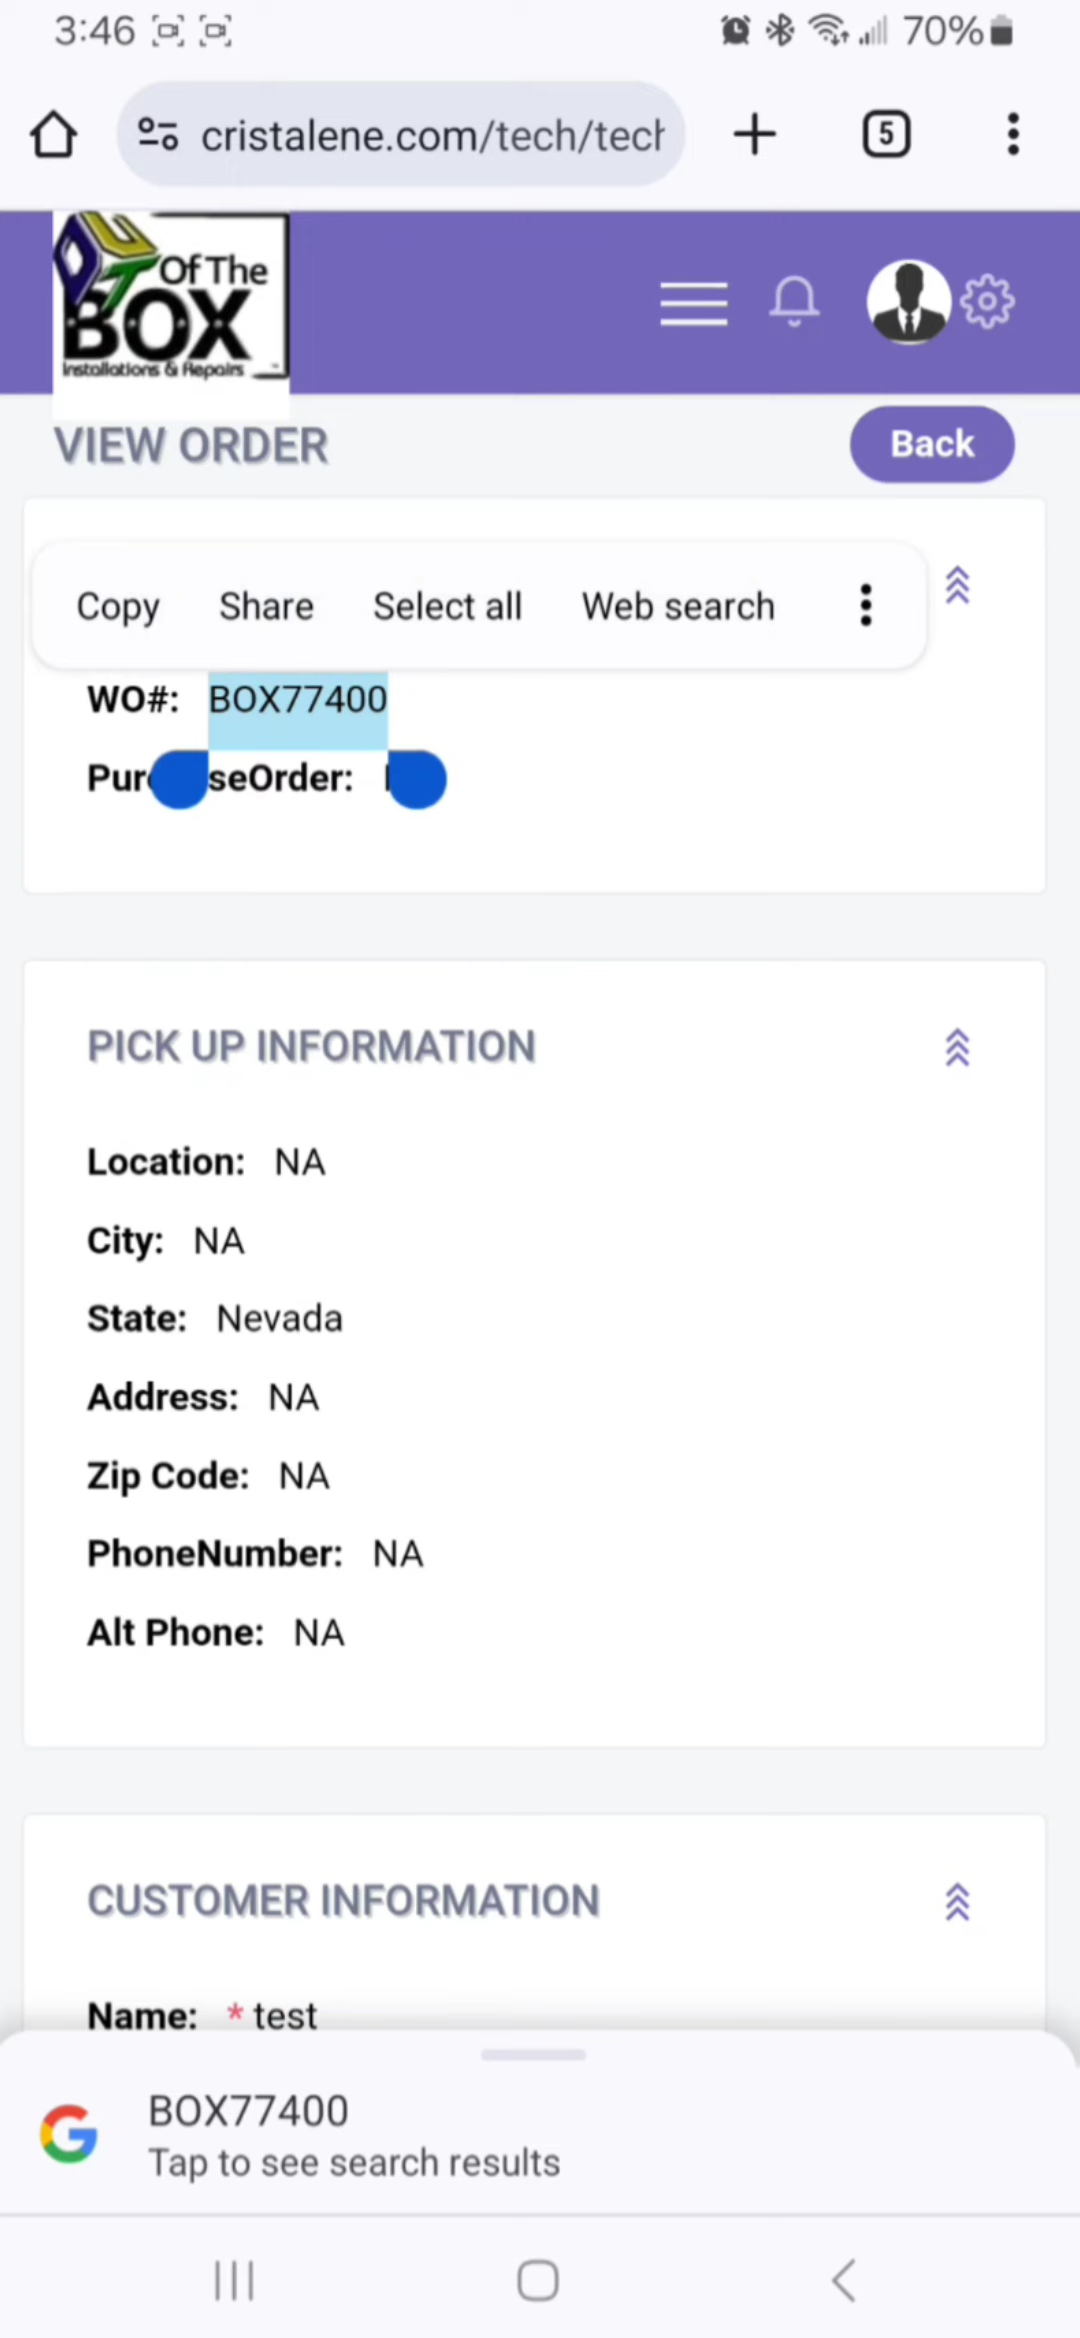 3:46
70%
cristalene.com/tech/tech
5
OUT Of The
BOX
Installations & Repairs
VIEW ORDER
Back
Copy Share Select all Web search
WO#: BOX77400
PICK UP INFORMATION
Location: NA
City: NA
State: Nevada
Address: NA
Zip Code: NA
PhoneNumber: NA
Alt Phone: NA
CUSTOMER INFORMATION
Name: * test
BOX77400
Tap to see search results